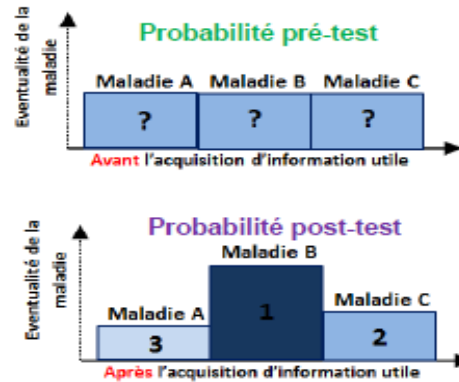 Probabilité pré-test
Eventualité de la
maladie
Maladie A Maladie B Maladie C
? ? ?
Avant l'acquisition d'information utile
Probabilité post-test
Eventualité de la
maladie
Maladie B
Maladie A
Maladie C
1
3
2
Après l'acquisition d'information utile